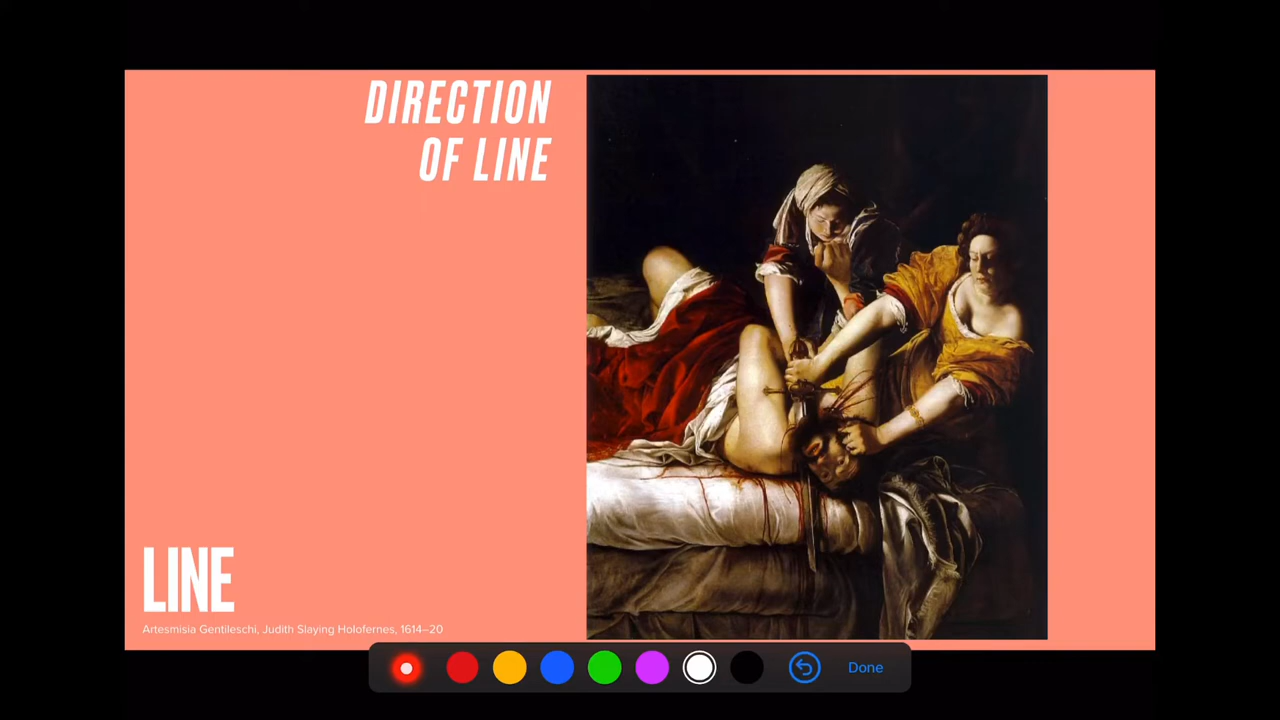 DIRECTION
OF LINE
LINE
Artesmisia Gentileschi, Judith Slaying Holofernes, 1614–20
Done